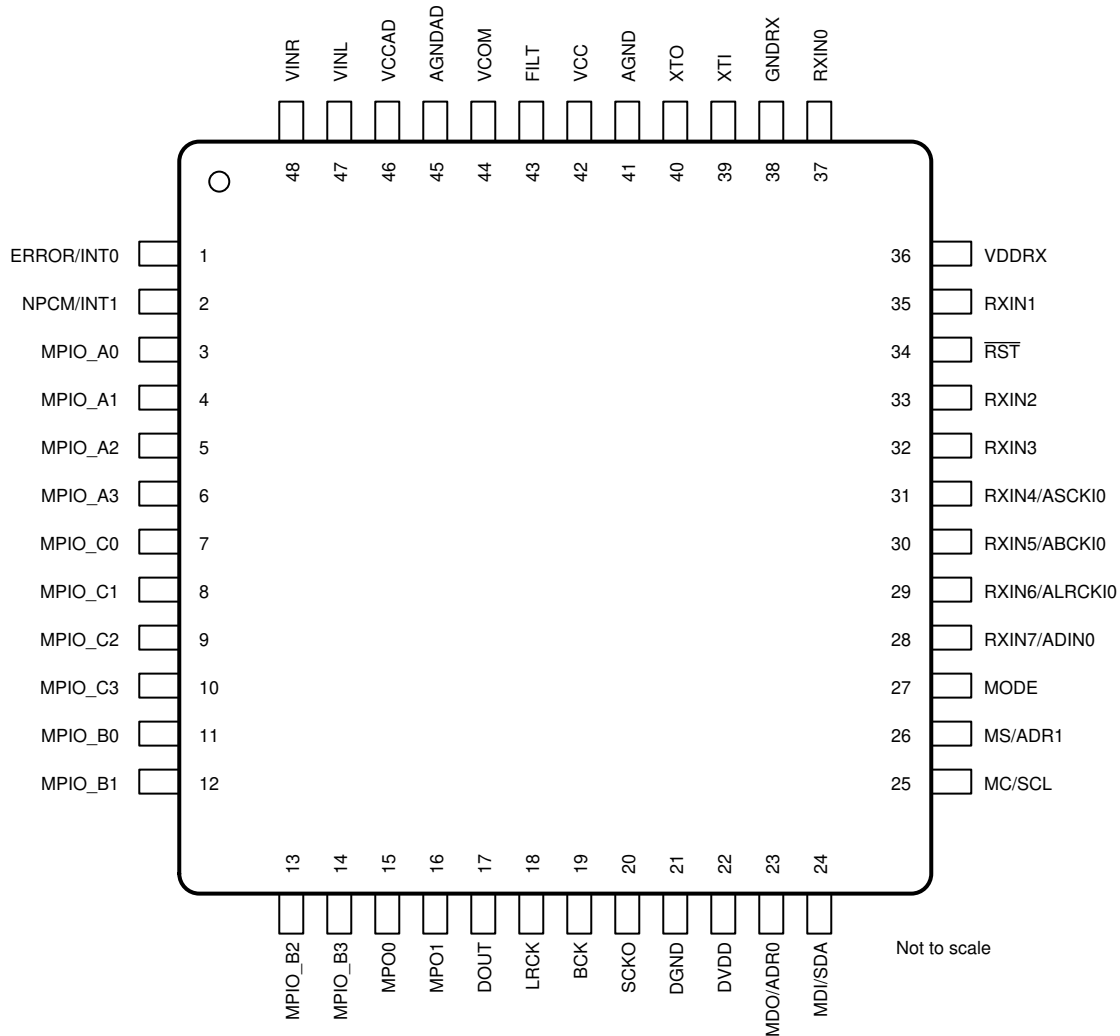 VINR
VINL
VCCAD
AGNDAD
VCOM
FILT
VCC
AGND
XTO
XTI
GNDRX
RXIN0
48
47
46
45
44
43
42
41
40
39
38
37
ERROR/INT0 1
NPCM/INT1 2
MPIO_A0 3
MPIO_A1 4
MPIO_A2 5
MPIO_A3 6
MPIO_C0 7
MPIO_C1 8
MPIO_C2 9
MPIO_C3 10
MPIO_B0 11
MPIO_B1 12
36 VDDRX
35 RXIN1
34 RST
33 RXIN2
32 RXIN3
31 RXIN4/ASCKI0
30 RXIN5/ABCKI0
29 RXIN6/ALRCKI0
28 RXIN7/ADIN0
27 MODE
26 MS/ADR1
25 MC/SCL
13
14
15
16
17
18
19
20
21
22
23
24
MPIO_B2
MPIO_B3
MPO0
MPO1
DOUT
LRCK
BCK
SCKO
DGND
DVDD
MDO/ADR0
MDI/SDA
Not to scale